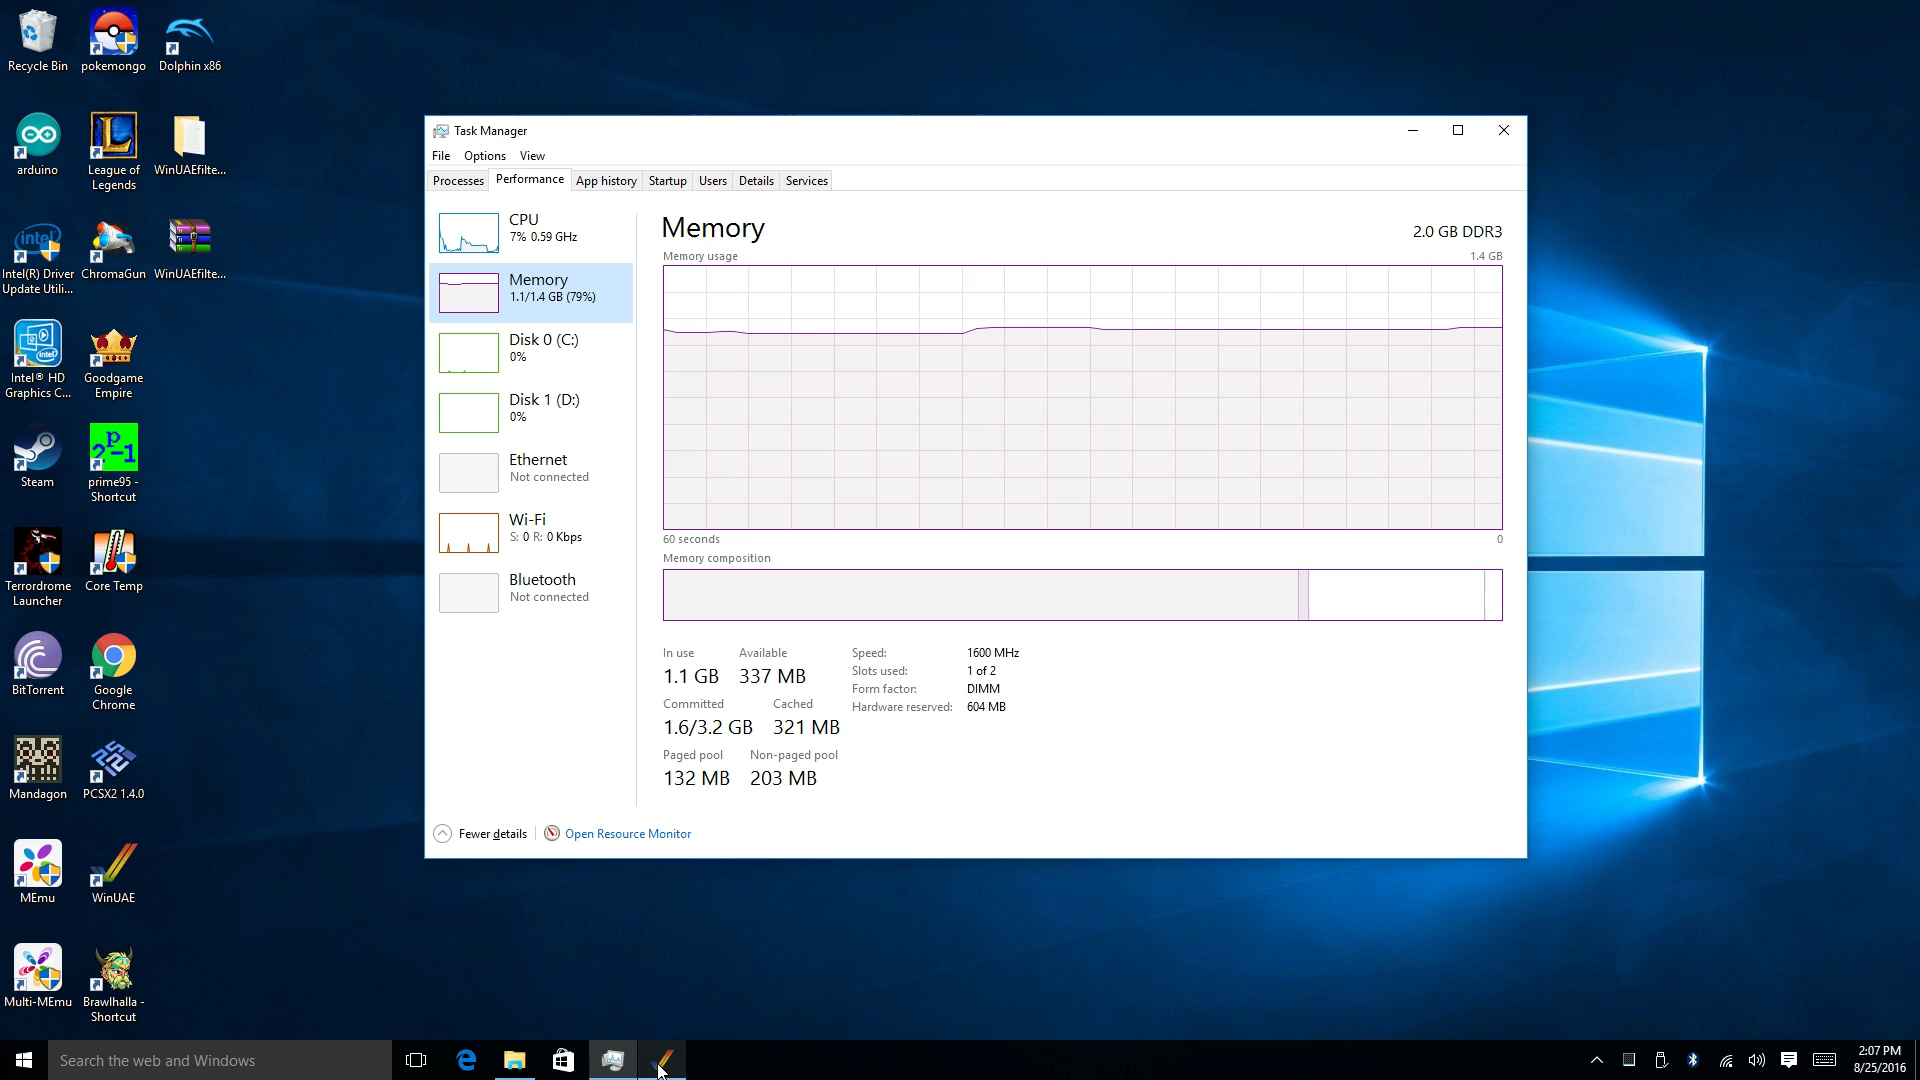 Recycle Bin
pokemongo
Dolphin x86
arduino
League of
Legends
WinUAEfilte...
Intel(R) Driver
Update Utili...
ChromaGun
WinUAEfilte...
Intel® HD
Graphics C...
Goodgame
Empire
Steam
prime95 -
Shortcut
Terrordrome
Launcher
Core Temp
BitTorrent
Google
Chrome
Mandagon
PCSX2 1.4.0
MEmu
WinUAE
Multi-MEmu
Brawlhalla -
Shortcut
Task Manager
File Options View
Processes Performance App history Startup Users Details Services
CPU
7% 0.59 GHz
Memory
1.1/1.4 GB (79%)
Disk 0 (C:)
0%
Disk 1 (D:)
0%
Ethernet
Not connected
Wi-Fi
S: 0 R: 0 Kbps
Bluetooth
Not connected
Memory
2.0 GB DDR3
Memory usage
1.4 GB
60 seconds
0
Memory composition
In use
1.1 GB
Available
337 MB
Committed
1.6/3.2 GB
Cached
321 MB
Paged pool
132 MB
Non-paged pool
203 MB
Speed: 1600 MHz
Slots used: 1 of 2
Form factor: DIMM
Hardware reserved: 604 MB
Fewer details
Open Resource Monitor
Search the web and Windows
2:07 PM
8/25/2016